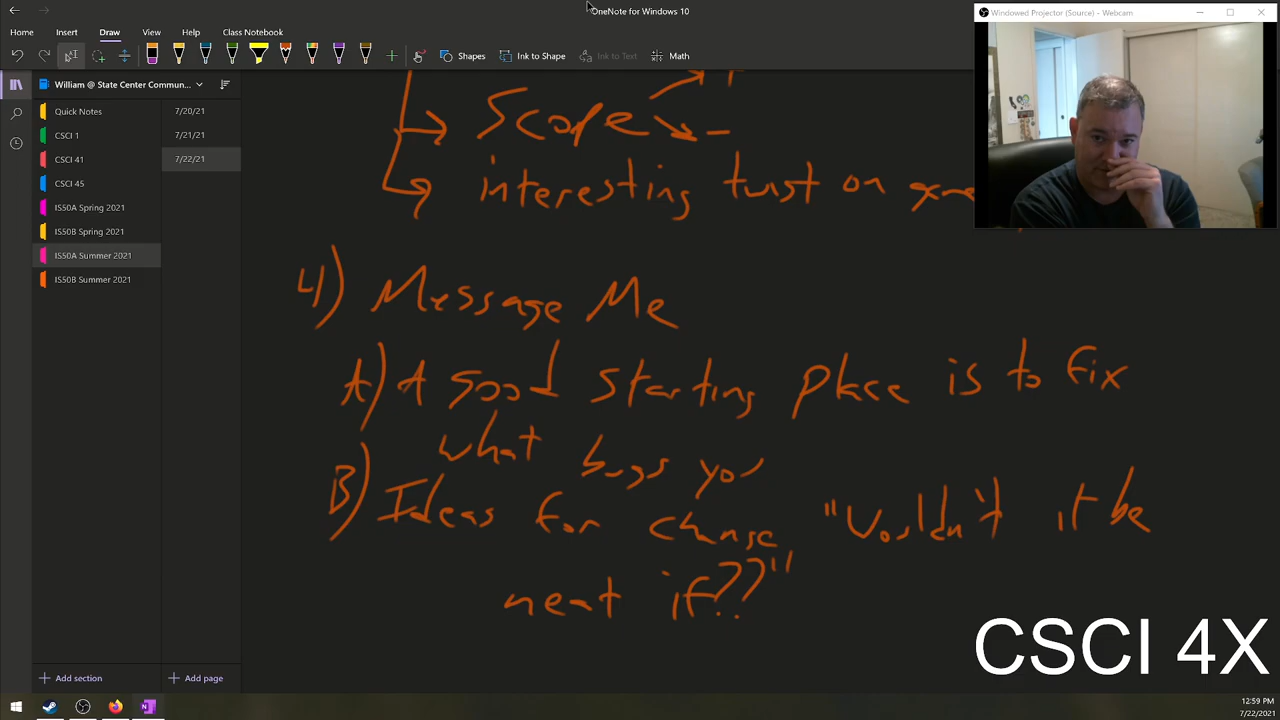 OneNote for Windows 10
Windowed Projector (Source) - Webcam
Home Insert Draw View Help Class Notebook
Shapes Ink to Shape Ink to Text Math
William @ State Center Commun...
Quick Notes
CSCI 1
CSCI 41
CSCI 45
IS50A Spring 2021
IS50B Spring 2021
IS50A Summer 2021
IS50B Summer 2021
7/20/21
7/21/21
7/22/21
Scope
interesting twist on
4) Message Me
A) A good starting place is to fix
what bugs you
B) Ideas for change "Wouldn't it be
neat if??"
CSCI 4X
Add section
Add page
12:59 PM
7/22/2021